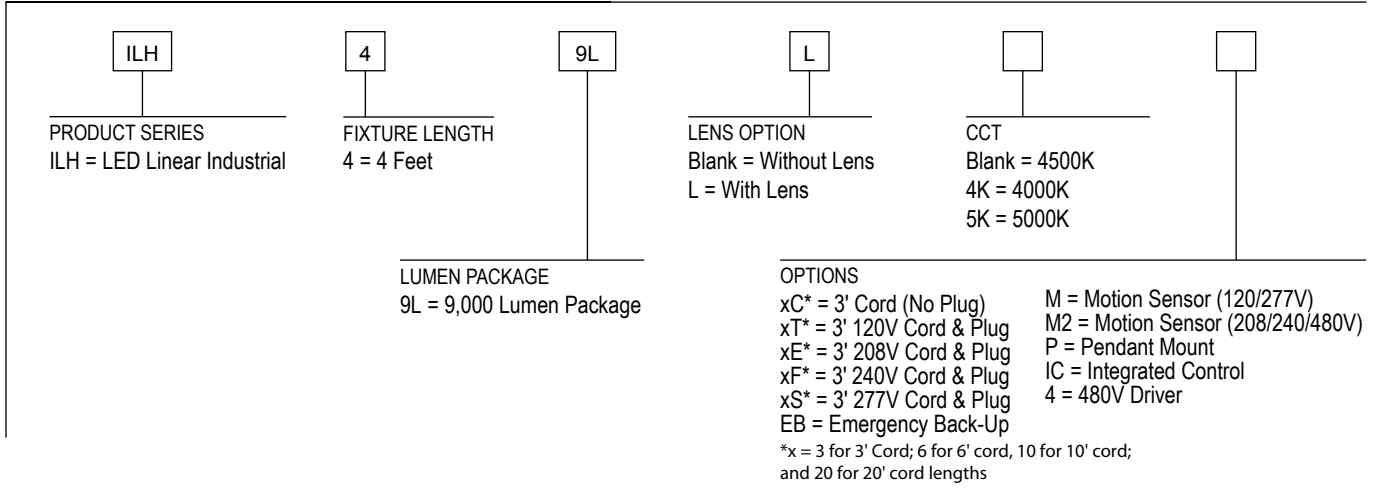 ILH 4 9L L
PRODUCT SERIES
ILH = LED Linear Industrial
FIXTURE LENGTH
4 = 4 Feet
LUMEN PACKAGE
9L = 9,000 Lumen Package
LENS OPTION
Blank = Without Lens
L = With Lens
CCT
Blank = 4500K
4K = 4000K
5K = 5000K
OPTIONS
xC* = 3' Cord (No Plug)
xT* = 3' 120V Cord & Plug
xE* = 3' 208V Cord & Plug
xF* = 3' 240V Cord & Plug
xS* = 3' 277V Cord & Plug
EB = Emergency Back-Up
M = Motion Sensor (120/277V)
M2 = Motion Sensor (208/240/480V)
P = Pendant Mount
IC = Integrated Control
4 = 480V Driver
*x = 3 for 3' Cord; 6 for 6' cord, 10 for 10' cord;
and 20 for 20' cord lengths